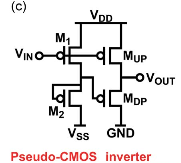 (c)
VDD
M1
VIN
MUP
VOUT
M2
MDP
VSS
GND
Pseudo-CMOS inverter